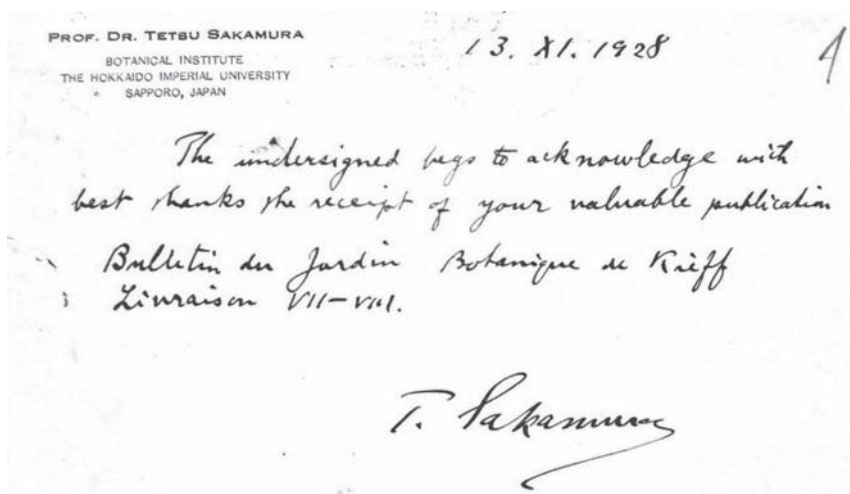 PROF. DR. TETSU SAKAMURA
BOTANICAL INSTITUTE
THE HOKKAIDO IMPERIAL UNIVERSITY
SAPPORO, JAPAN
13. XI. 1928
The undersigned begs to acknowledge with
best thanks the receipt of your valuable publication
Bulletin du Jardin Botanique de Kieff
Livraison VII-VIII.
T. Sakamura